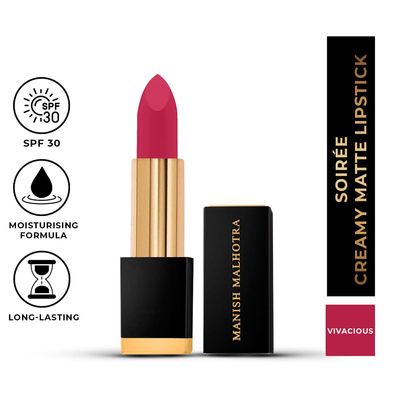 SPF
30
SPF 30
MOISTURISING
FORMULA
LONG-LASTING
MANISH MALHOTRA
SOIRÉE
CREAMY MATTE LIPSTICK
VIVACIOUS